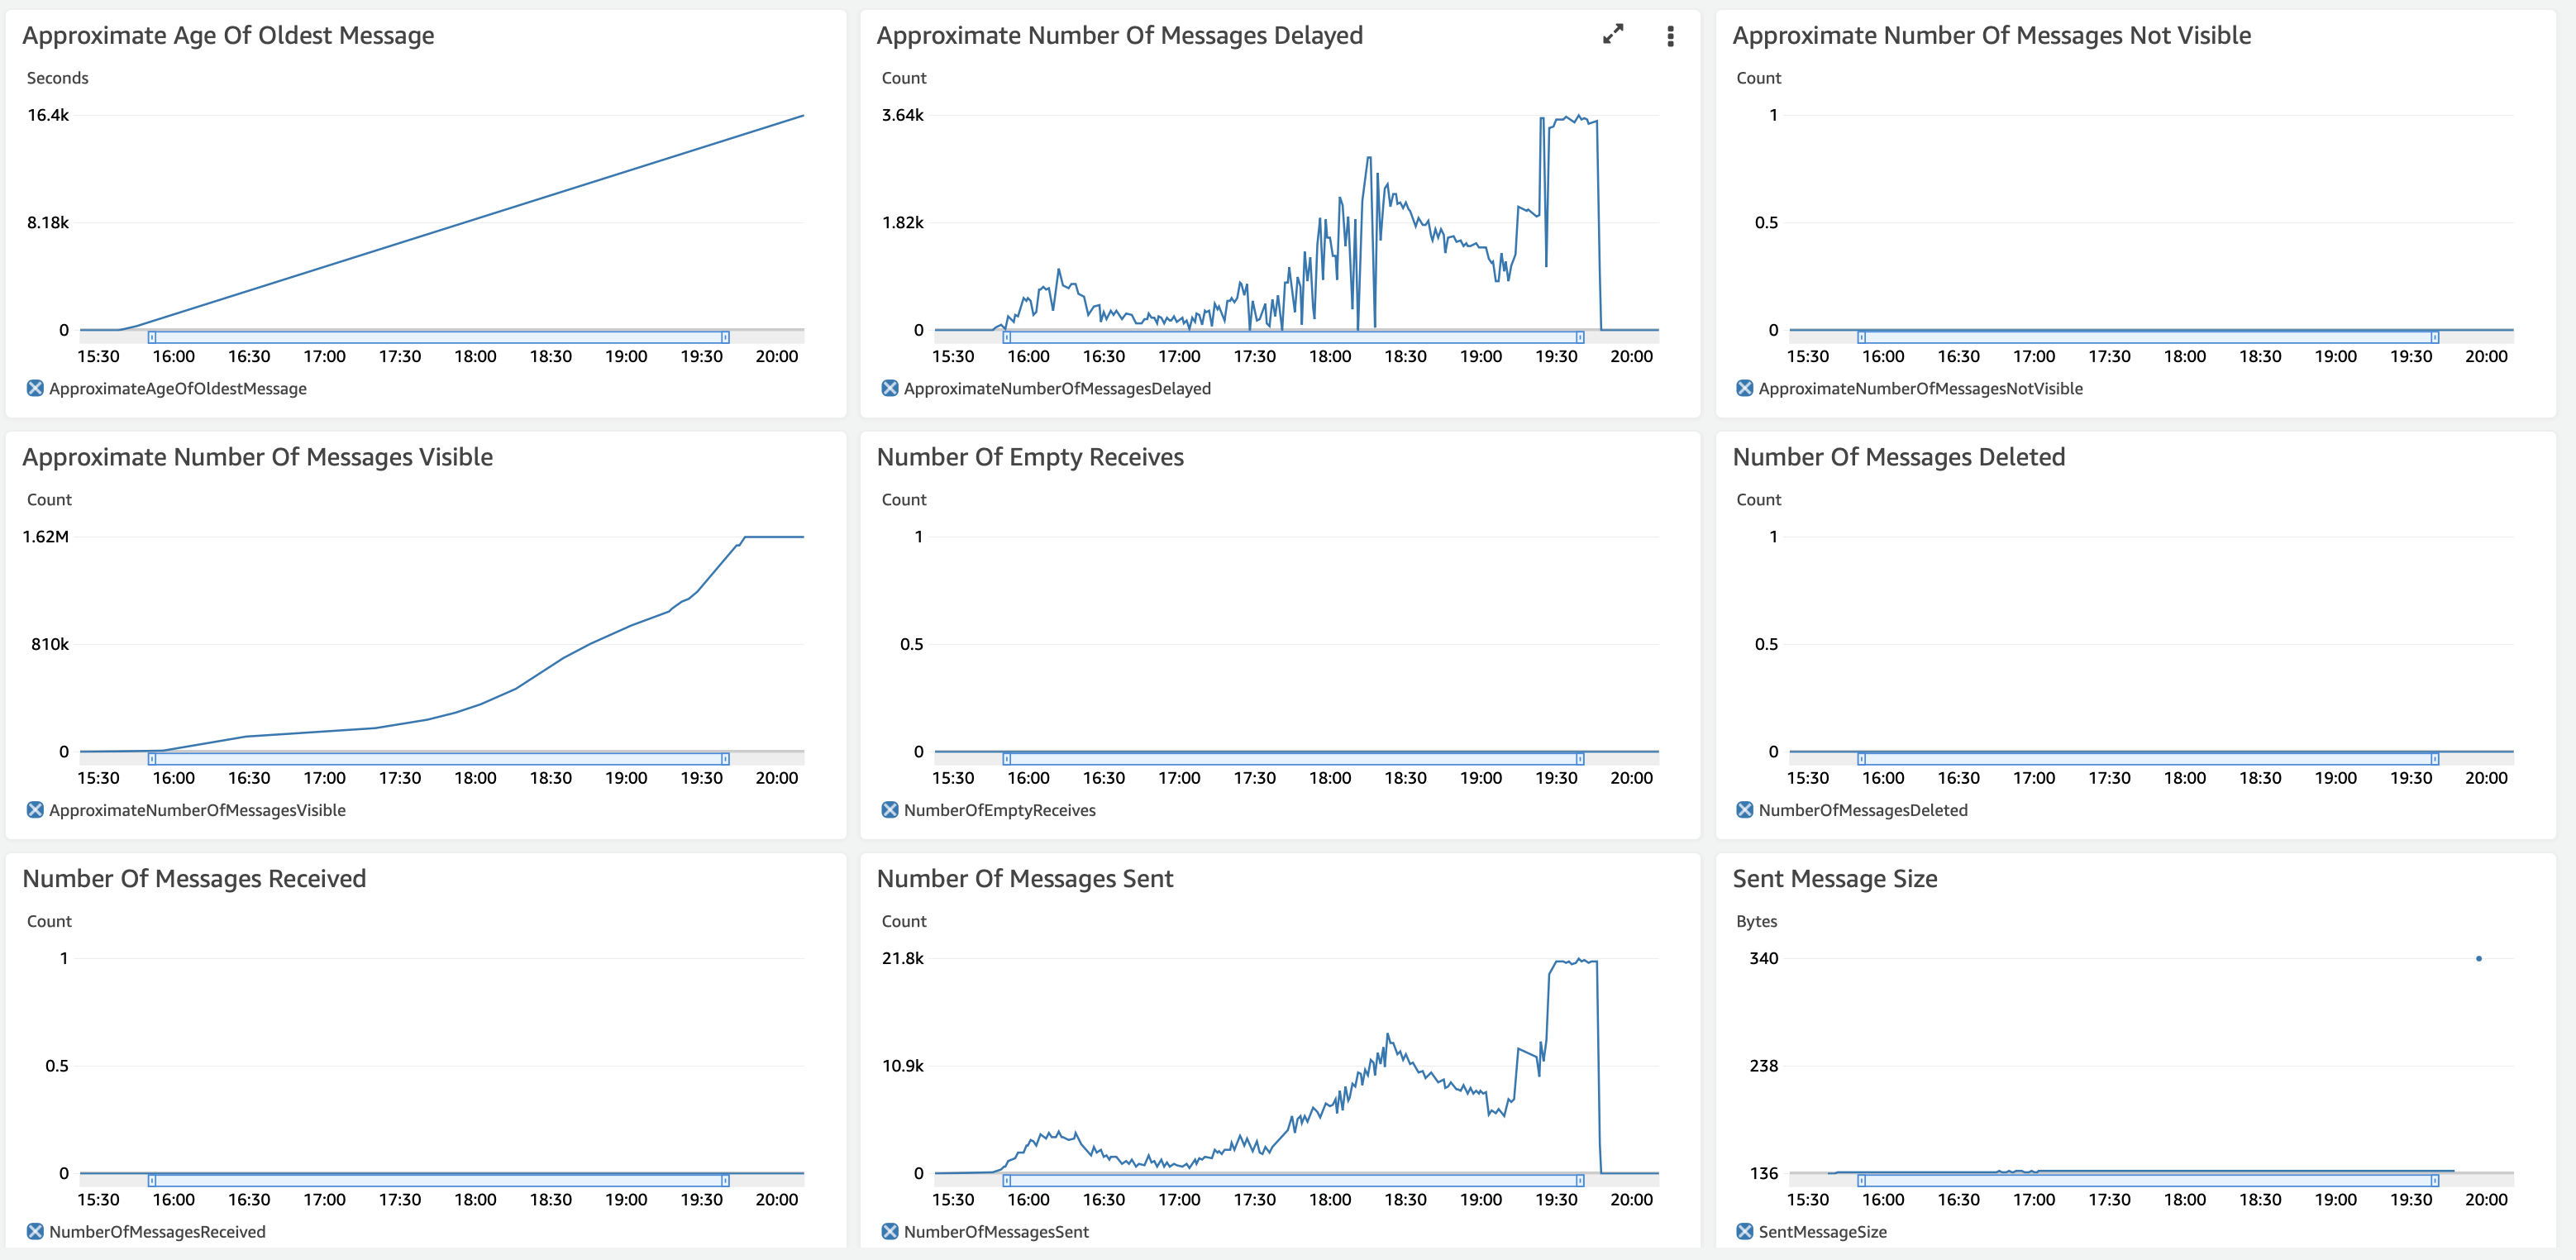 Approximate Age Of Oldest Message
Seconds
16.4k
8.18k
0
15:30 16:00 16:30 17:00 17:30 18:00 18:30 19:00 19:30 20:00
ApproximateAgeOfOldestMessage
Approximate Number Of Messages Delayed
Count
3.64k
1.82k
0
15:30 16:00 16:30 17:00 17:30 18:00 18:30 19:00 19:30 20:00
ApproximateNumberOfMessagesDelayed
Approximate Number Of Messages Not Visible
Count
1
0.5
0
15:30 16:00 16:30 17:00 17:30 18:00 18:30 19:00 19:30 20:00
ApproximateNumberOfMessagesNotVisible
Approximate Number Of Messages Visible
Count
1.62M
810k
0
15:30 16:00 16:30 17:00 17:30 18:00 18:30 19:00 19:30 20:00
ApproximateNumberOfMessagesVisible
Number Of Empty Receives
Count
1
0.5
0
15:30 16:00 16:30 17:00 17:30 18:00 18:30 19:00 19:30 20:00
NumberOfEmptyReceives
Number Of Messages Deleted
Count
1
0.5
0
15:30 16:00 16:30 17:00 17:30 18:00 18:30 19:00 19:30 20:00
NumberOfMessagesDeleted
Number Of Messages Received
Count
1
0.5
0
15:30 16:00 16:30 17:00 17:30 18:00 18:30 19:00 19:30 20:00
NumberOfMessagesReceived
Number Of Messages Sent
Count
21.8k
10.9k
0
15:30 16:00 16:30 17:00 17:30 18:00 18:30 19:00 19:30 20:00
NumberOfMessagesSent
Sent Message Size
Bytes
340
238
136
15:30 16:00 16:30 17:00 17:30 18:00 18:30 19:00 19:30 20:00
SentMessageSize